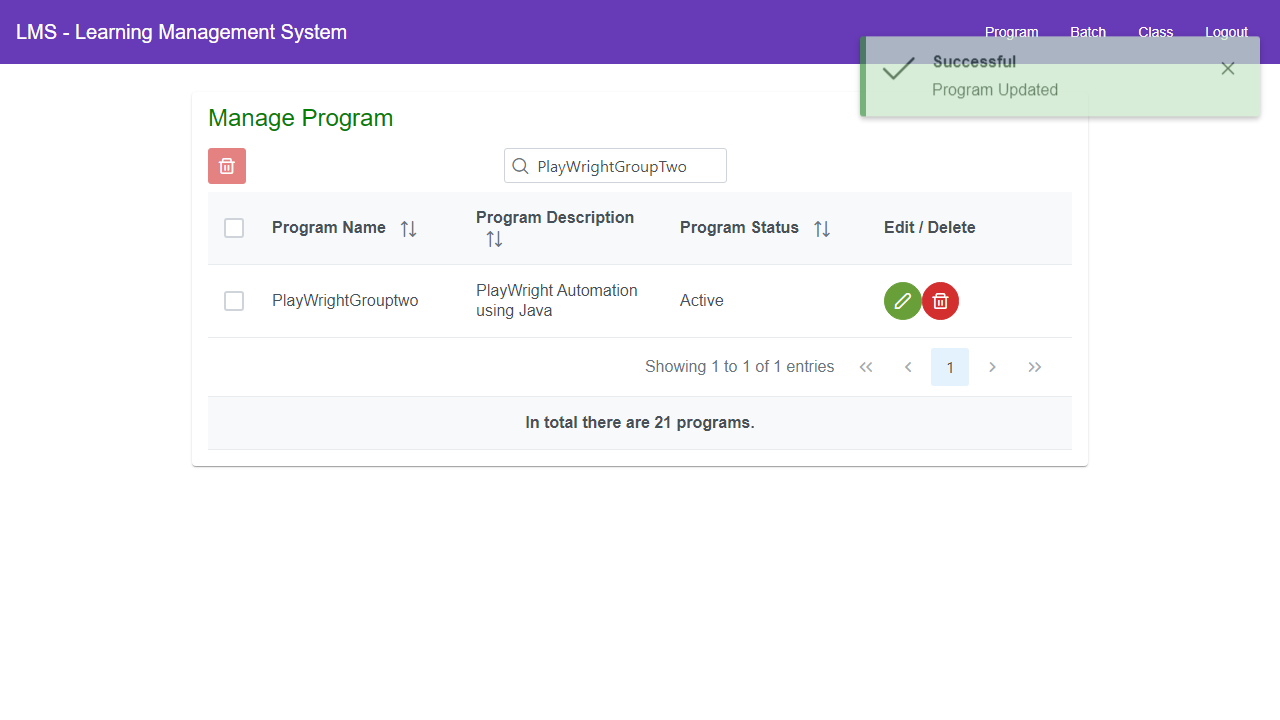 LMS - Learning Management System
Program Batch Class Logout
Successful
Program Updated
Manage Program
PlayWrightGroupTwo
Program Name Program Description Program Status Edit / Delete
PlayWrightGrouptwo PlayWright Automation using Java Active
Showing 1 to 1 of 1 entries 1
In total there are 21 programs.